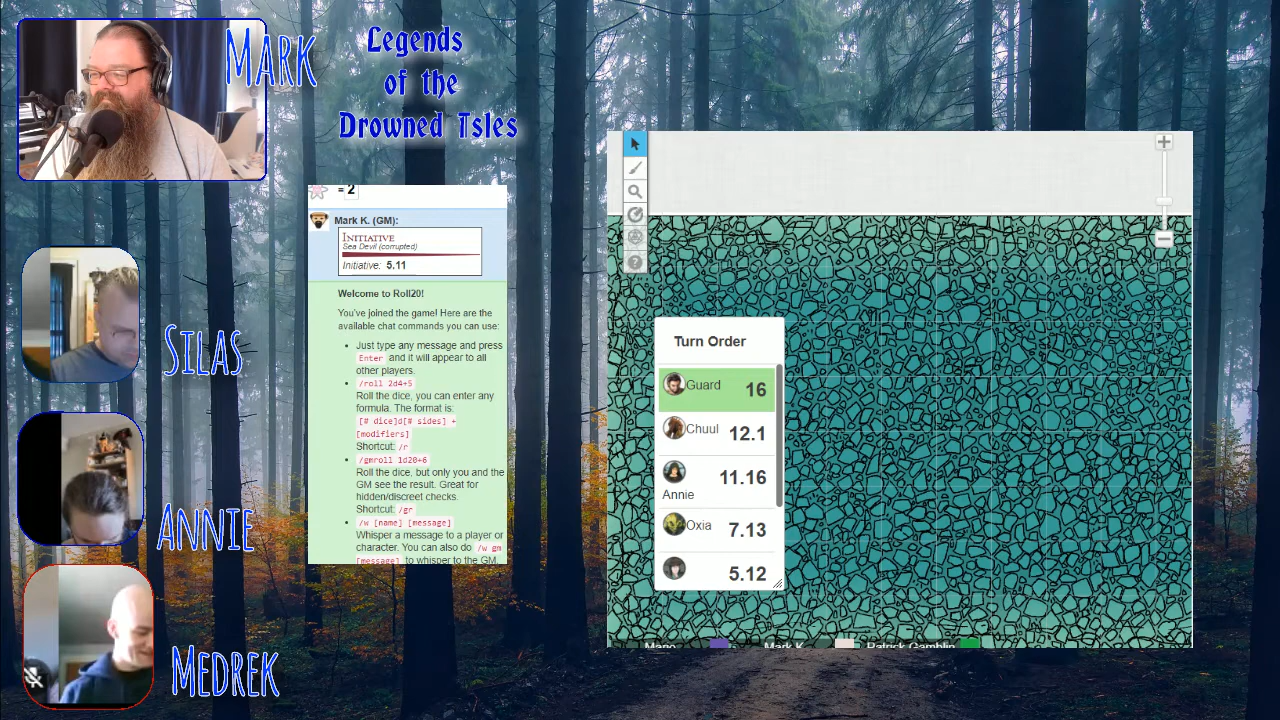 MARK
Legends
of the
Drowned Isles
= 2
Mark K. (GM):
INITIATIVE
Sea Devil (corrupted)
Initiative: 5.11
Welcome to Roll20!
You've joined the game! Here are the
available chat commands you can use:
Just type any message and press
Enter and it will appear to all
other players.
/roll 2d4+5
Roll the dice, you can enter any
formula. The format is:
[# dice]d[# sides] +
[modifiers]
Shortcut: /r
/gmroll 1d20+6
Roll the dice, but only you and the
GM see the result. Great for
hidden/discreet checks.
Shortcut: /gr
/w [name] [message]
Whisper a message to a player or
character. You can also do /w gm
[message] to whisper to the GM.
SILAS
ANNIE
MEDREK
Turn Order
Guard 16
Chuul 12.1
Annie 11.16
Oxia 7.13
5.12
Mark K.
Patrick Gamblin